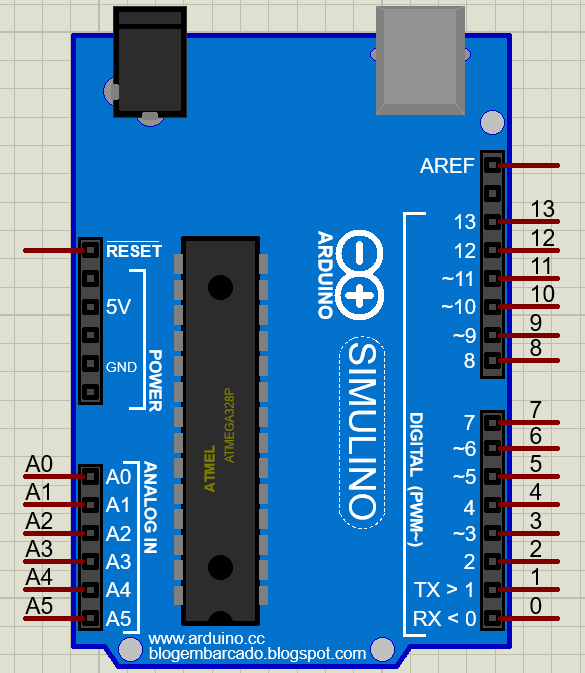 AREF
13 13
12 12
~11 11
~10 10
~9 9
8 8
RESET
5V
GND
POWER
ARDUINO
SIMULINO
ATMEL
ATMEGA328P
DIGITAL (PWM~)
7 7
~6 6
~5 5
4 4
~3 3
2 2
TX > 1 1
RX < 0 0
ANALOG IN
A0 A0
A1 A1
A2 A2
A3 A3
A4 A4
A5 A5
www.arduino.cc
blogembarcado.blogspot.com